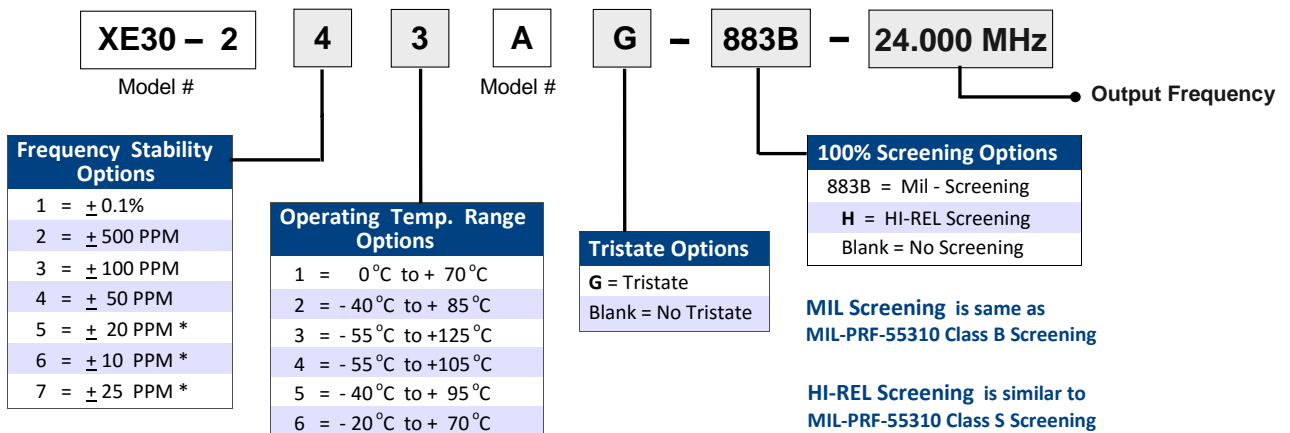 XE30 – 2 4 3 A G – 883B – 24.000 MHz
Model # Model #
Output Frequency
Frequency Stability
Options
1 = ± 0.1%
2 = ± 500 PPM
3 = ± 100 PPM
4 = ± 50 PPM
5 = ± 20 PPM *
6 = ± 10 PPM *
7 = ± 25 PPM *
Operating Temp. Range
Options
1 = 0°C to + 70°C
2 = - 40°C to + 85°C
3 = - 55°C to +125°C
4 = - 55°C to +105°C
5 = - 40°C to + 95°C
6 = - 20°C to + 70°C
Tristate Options
G = Tristate
Blank = No Tristate
100% Screening Options
883B = Mil - Screening
H = HI-REL Screening
Blank = No Screening
MIL Screening is same as
MIL-PRF-55310 Class B Screening
HI-REL Screening is similar to
MIL-PRF-55310 Class S Screening